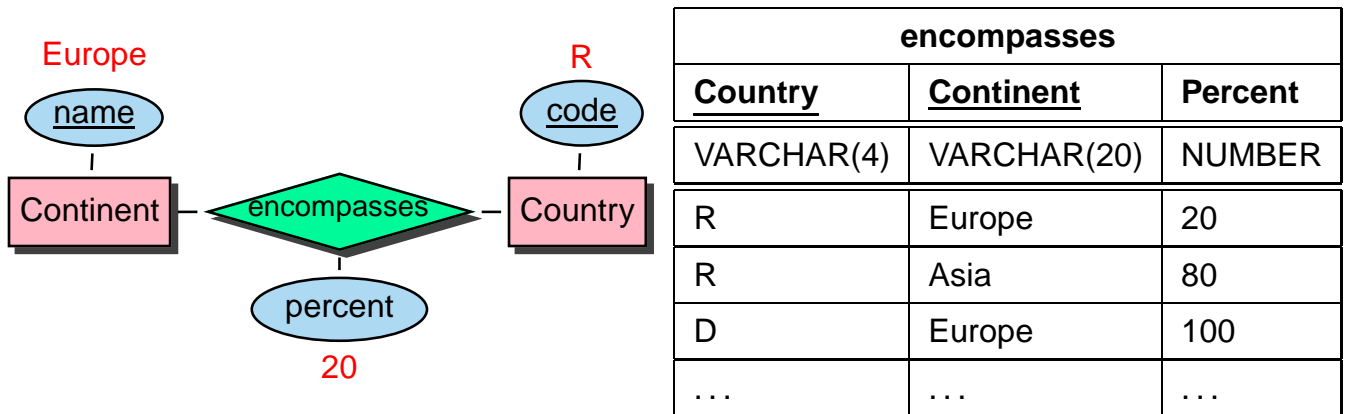 Europe
R
name
code
Continent
encompasses
Country
percent
20
encompasses
Country Continent Percent
VARCHAR(4) VARCHAR(20) NUMBER
R Europe 20
R Asia 80
D Europe 100
. . . . . . . . .